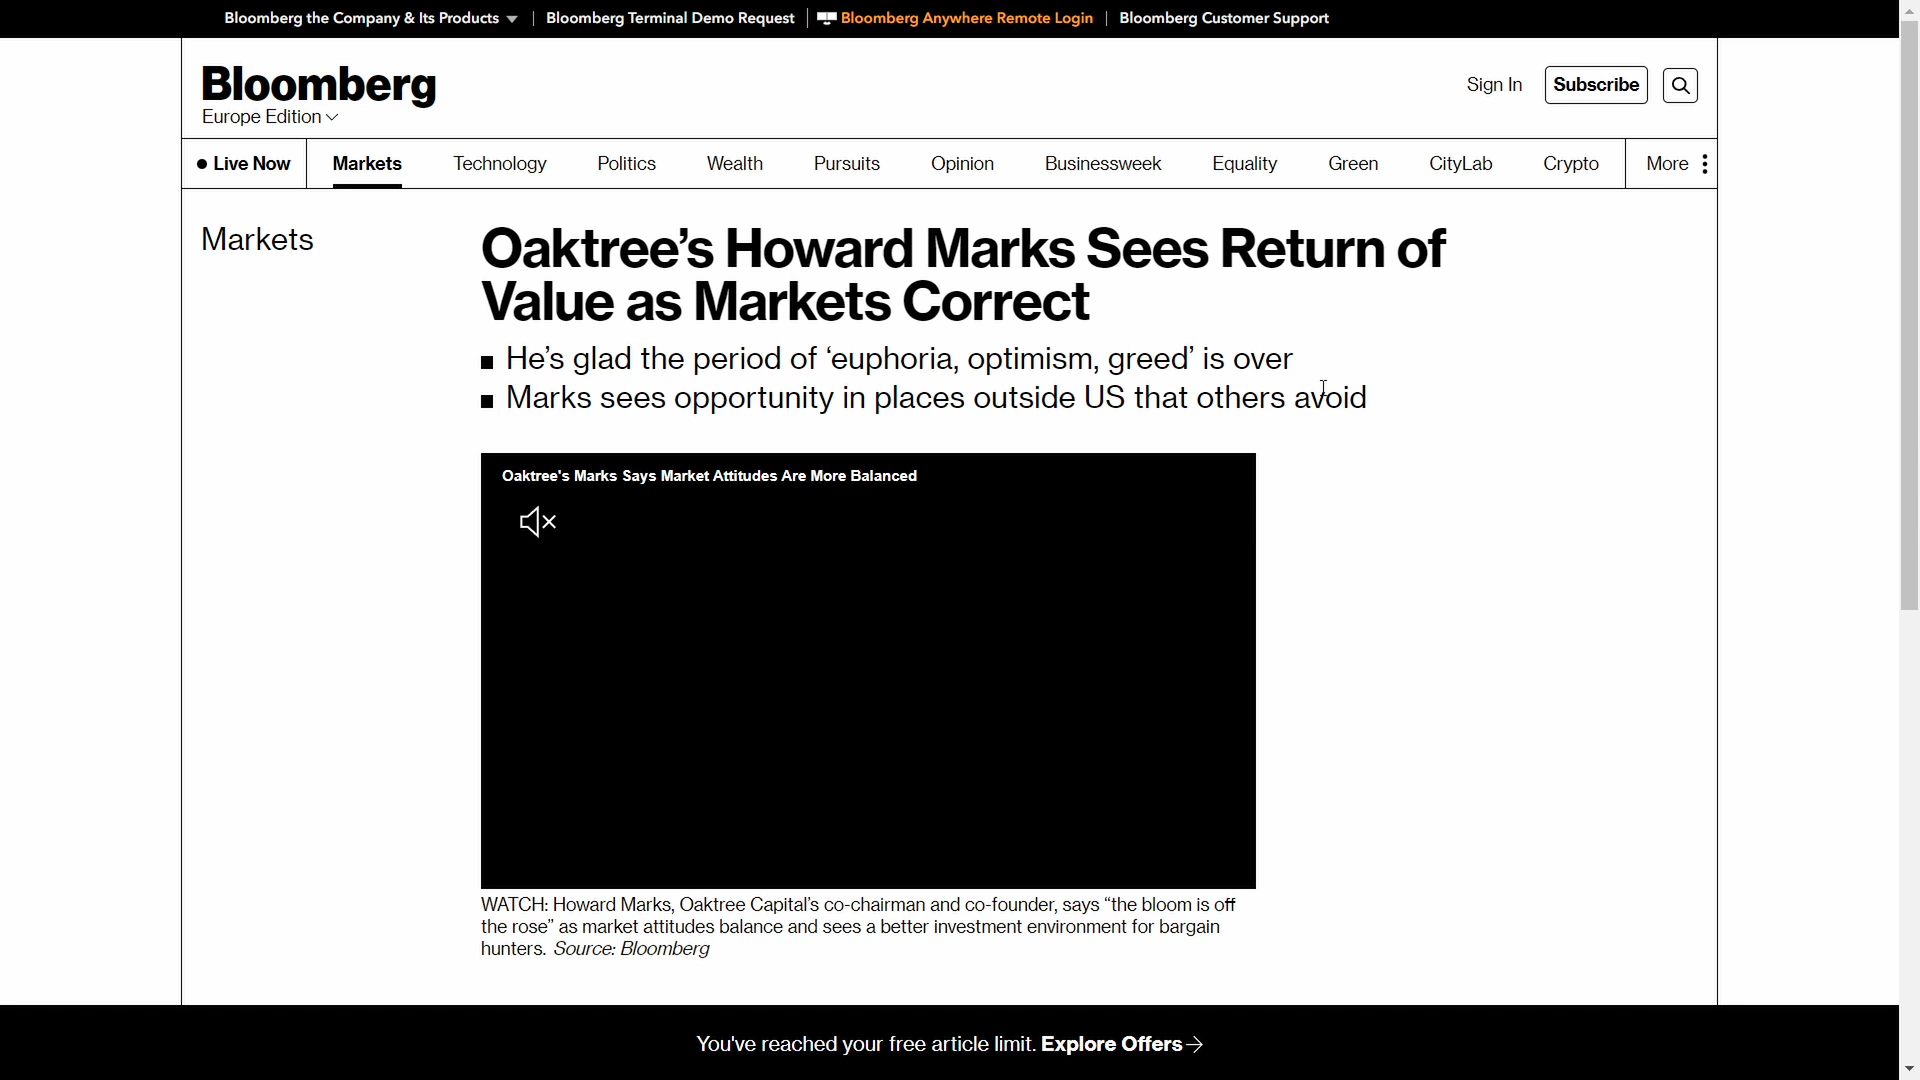 Bloomberg the Company & Its Products
Bloomberg Terminal Demo Request
Bloomberg Anywhere Remote Login
Bloomberg Customer Support
Bloomberg
Europe Edition
Sign In
Subscribe
Live Now
Markets
Technology
Politics
Wealth
Pursuits
Opinion
Businessweek
Equality
Green
CityLab
Crypto
More
Markets
Oaktree’s Howard Marks Sees Return of
Value as Markets Correct
He’s glad the period of ‘euphoria, optimism, greed’ is over
Marks sees opportunity in places outside US that others avoid
Oaktree's Marks Says Market Attitudes Are More Balanced
WATCH: Howard Marks, Oaktree Capital’s co-chairman and co-founder, says “the bloom is off
the rose” as market attitudes balance and sees a better investment environment for bargain
hunters. Source: Bloomberg
You've reached your free article limit. Explore Offers